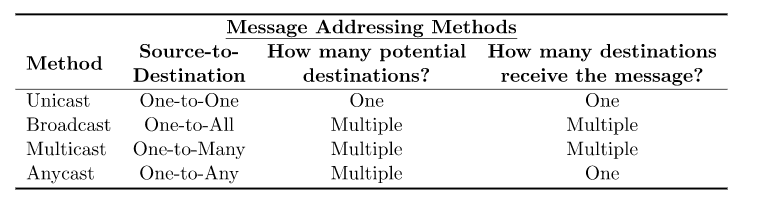 Message Addressing Methods
Method Source-to-Destination How many potential destinations? How many destinations receive the message?
Unicast One-to-One One One
Broadcast One-to-All Multiple Multiple
Multicast One-to-Many Multiple Multiple
Anycast One-to-Any Multiple One